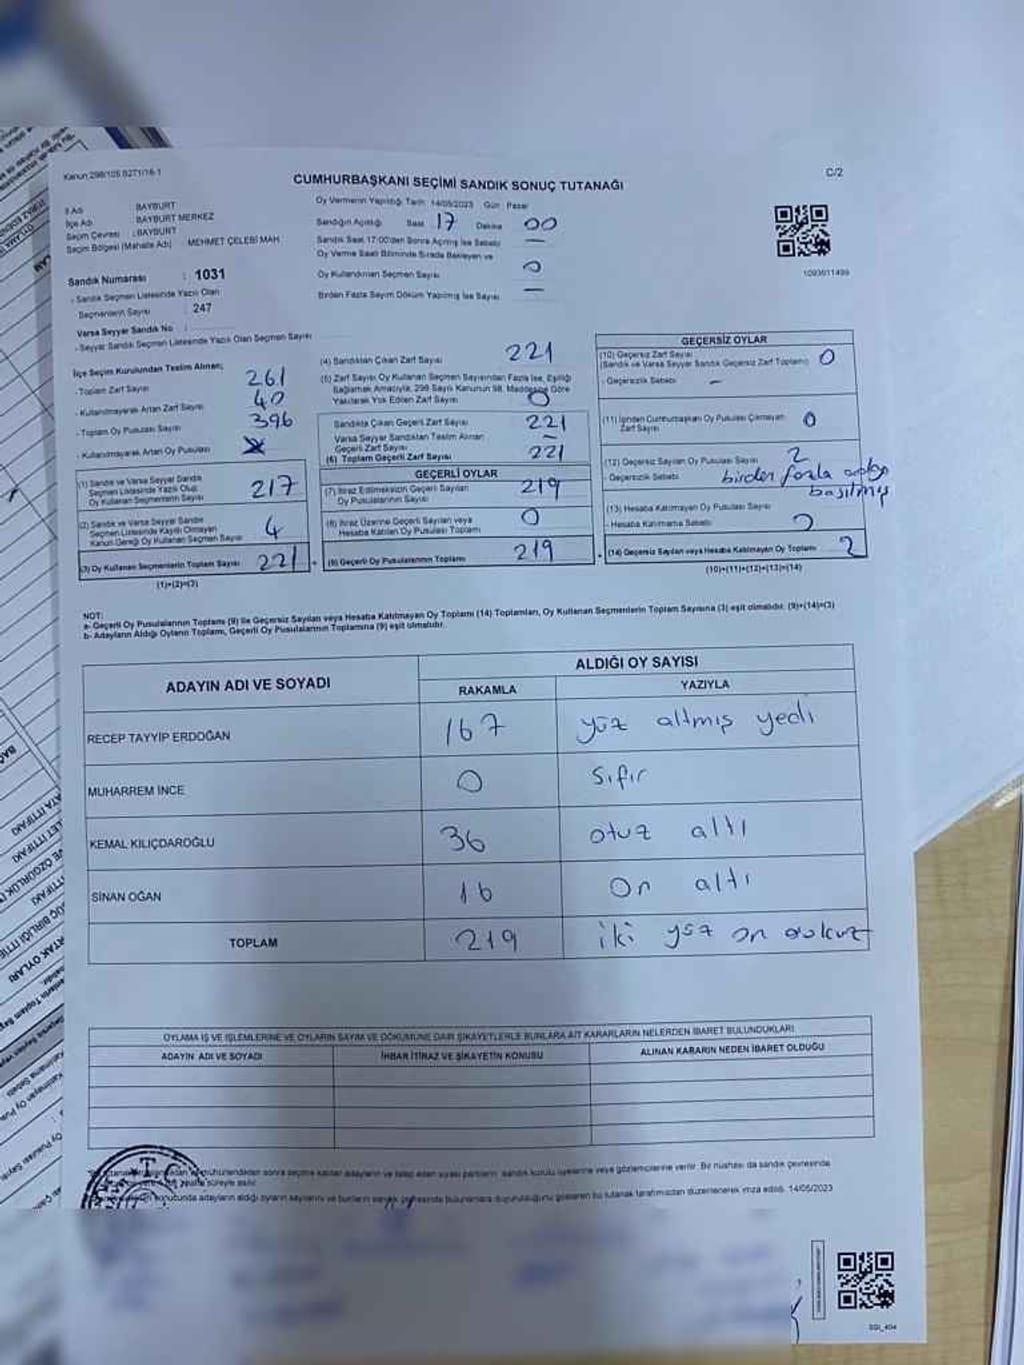 Kanun 298/105 6271/16-1
C/2
CUMHURBAŞKANI SEÇİMİ SANDIK SONUÇ TUTANAĞI
İl Adı BAYBURT
İlçe Adı BAYBURT MERKEZ
Seçim Çevresi : BAYBURT
Seçim Bölgesi (Mahalle Adı) MEHMET ÇELEBİ MAH.
Sandık Numarası : 1031
- Sandık Seçmen Listesinde Yazılı Olan
Seçmenlerin Sayısı : 247
Varsa Seyyar Sandık No :
- Seyyar Sandık Seçmen Listesinde Yazılı Olan Seçmen Sayısı
Oy Vermenin Yapıldığı Tarih 14/05/2023 Gün : Pazar
Sandığın Açıldığı Saat 17 Dakika 00
Sandık Saat 17:00'den Sonra Açılmış İse Sebebi —
Oy Verme Saati Bitiminde Sırada Bekleyen ve
Oy Kullandırılan Seçmen Sayısı 0
Birden Fazla Sayım Döküm Yapılmış İse Sayısı —
1093611499
İlçe Seçim Kurulundan Teslim Alınan;
- Toplam Zarf Sayısı 261
- Kullanılmayarak Artan Zarf Sayısı 40
- Toplam Oy Pusulası Sayısı 396
- Kullanılmayarak Artan Oy Pusulası
(1) Sandık ve Varsa Seyyar Sandık
Seçmen Listesinde Yazılı Olup
Oy Kullanan Seçmenlerin Sayısı 217
(2) Sandık ve Varsa Seyyar Sandık
Seçmen Listesinde Kaydı Olmayan
Kanun Gereği Oy Kullanan Seçmen Sayısı 4
(3) Oy Kullanan Seçmenlerin Toplam Sayısı 221
(1)+(2)=(3)
(4) Sandıktan Çıkan Zarf Sayısı 221
(5) Zarf Sayısı Oy Kullanan Seçmen Sayısından Fazla İse, Eşitliği
Sağlamak Amacıyla, 298 Sayılı Kanunun 98. Maddesine Göre
Yakılarak Yok Edilen Zarf Sayısı 0
Sandıkta Çıkan Geçerli Zarf Sayısı 221
Varsa Seyyar Sandıktan Teslim Alınan
Geçerli Zarf Sayısı —
(6) Toplam Geçerli Zarf Sayısı 221
GEÇERLİ OYLAR
(7) İtiraz Edilmeksizin Geçerli Sayılan
Oy Pusulalarının Sayısı 219
(8) İtiraz Üzerine Geçerli Sayılan veya
Hesaba Katılan Oy Pusulası Toplamı 0
(9) Geçerli Oy Pusulalarının Toplamı 219
GEÇERSİZ OYLAR
(10) Geçersiz Zarf Sayısı 0
(Sandık ve Varsa Seyyar Sandık Geçersiz Zarf Toplamı)
- Geçersizlik Sebebi —
(11) İçinden Cumhurbaşkanı Oy Pusulası Çıkmayan
Zarf Sayısı 0
(12) Geçersiz Sayılan Oy Pusulası Sayısı 2
- Geçersizlik Sebebi birden fazla
basılmış
(13) Hesaba Katılmayan Oy Pusulası Sayısı
- Hesaba Katılmama Sebebi
(14) Geçersiz Sayılan veya Hesaba Katılmayan Oy Toplamı 2
(10)+(11)+(12)+(13)=(14)
NOT:
a- Geçerli Oy Pusulalarının Toplamı (9) ile Geçersiz Sayılan veya Hesaba Katılmayan Oy Toplamı (14) Toplamları, Oy Kullanan Seçmenlerin Toplam Sayısına (3) eşit olmalıdır. (9)+(14)=(3)
b- Adayların Aldığı Oyların Toplamı, Geçerli Oy Pusulalarının Toplamına (9) eşit olmalıdır.
ADAYIN ADI VE SOYADI
ALDIĞI OY SAYISI
RAKAMLA YAZIYLA
RECEP TAYYİP ERDOĞAN 167 yüz altmış yedi
MUHARREM İNCE 0 Sıfır
KEMAL KILIÇDAROĞLU 36 otuz altı
SİNAN OĞAN 16 On altı
TOPLAM 219 iki yüz on dokuz
OYLAMA İŞ VE İŞLEMLERİNE VE OYLARIN SAYIM VE DÖKÜMÜNE DAİR ŞİKAYETLERLE BUNLARA AİT KARARLARIN NELERDEN İBARET BULUNDUKLARI
ADAYIN ADI VE SOYADI İHBAR İTİRAZ VE ŞİKAYETİN KONUSU ALINAN KARARIN NEDEN İBARET OLDUĞU
mühürlendikten sonra seçime katılan adayların ve talep eden siyasi partilerin sandık kurulu üyelerine veya gözlemcilerine verilir. Bir nüshası da sandık çevresinde
süreyle asılır.
sonucunda adayların aldığı oyların sayılarını ve bunların sandık çevresinde bulunanlara duyurulduğunu gösteren bu tutanak tarafımızdan düzenlenerek imza edildi. 14/05/2023
T C